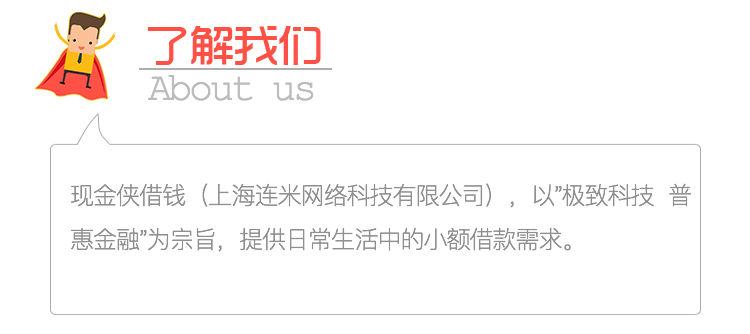 了解我们
About us
现金侠借钱（上海连米网络科技有限公司），以”极致科技 普
惠金融”为宗旨，提供日常生活中的小额借款需求。